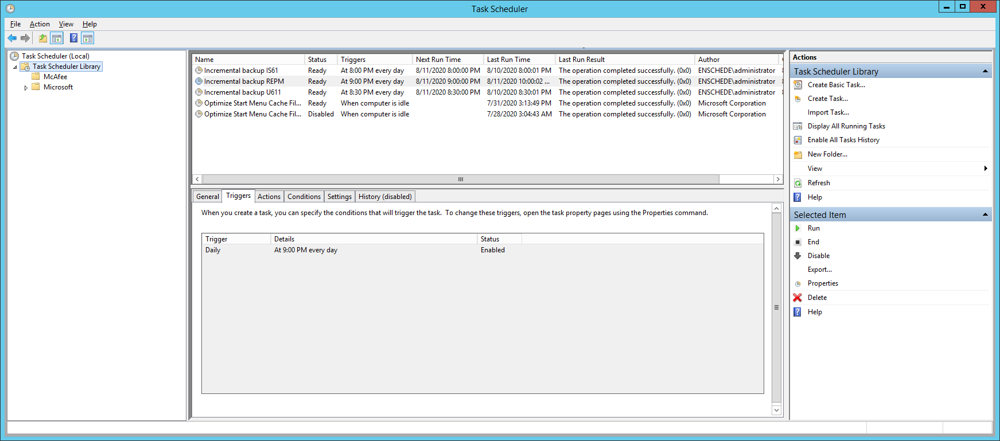 Task Scheduler
File Action View Help
Task Scheduler (Local)
Task Scheduler Library
McAfee
Microsoft
Name Status Triggers Next Run Time Last Run Time Last Run Result Author
Incremental backup IS61 Ready At 8:00 PM every day 8/11/2020 8:00:00 PM 8/10/2020 8:00:01 PM The operation completed successfully. (0x0) ENSCHEDE\administrator
Incremental backup REPM Ready At 9:00 PM every day 8/11/2020 9:00:00 PM 8/11/2020 10:00:02 ... The operation completed successfully. (0x0) ENSCHEDE\administrator
Incremental backup U611 Ready At 8:30 PM every day 8/11/2020 8:30:00 PM 8/10/2020 8:30:01 PM The operation completed successfully. (0x0) ENSCHEDE\administrator
Optimize Start Menu Cache Fil... Ready When computer is idle 7/31/2020 3:13:49 PM The operation completed successfully. (0x0) Microsoft Corporation
Optimize Start Menu Cache Fil... Disabled When computer is idle 7/28/2020 3:04:43 AM The operation completed successfully. (0x0) Microsoft Corporation
General Triggers Actions Conditions Settings History (disabled)
When you create a task, you can specify the conditions that will trigger the task. To change these triggers, open the task property pages using the Properties command.
Trigger Details Status
Daily At 9:00 PM every day Enabled
Actions
Task Scheduler Library
Create Basic Task...
Create Task...
Import Task...
Display All Running Tasks
Enable All Tasks History
New Folder...
View
Refresh
Help
Selected Item
Run
End
Disable
Export...
Properties
Delete
Help